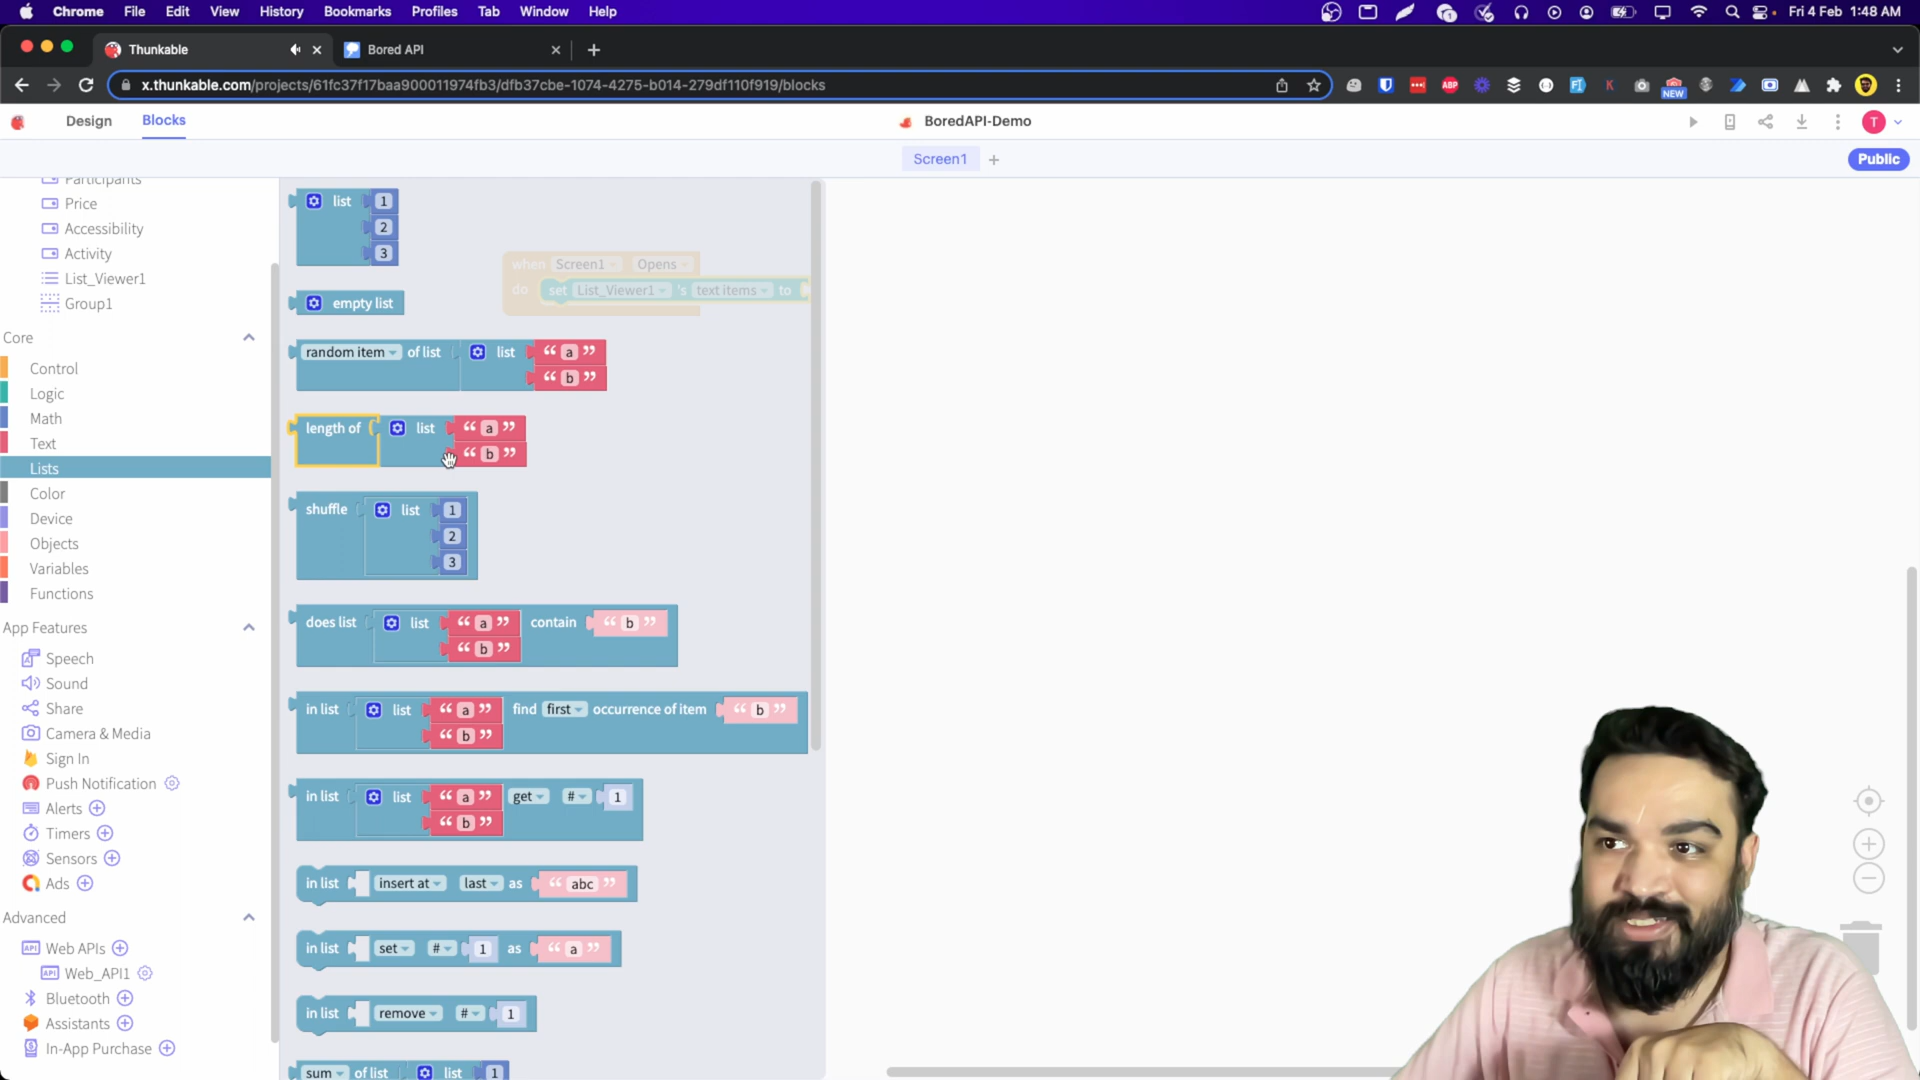 Chrome File Edit View History Bookmarks Profiles Tab Window Help
Fri 4 Feb 1:48 AM
Thunkable
Bored API
x.thunkable.com/projects/61fc37f17baa900011974fb3/dfb37cbe-1074-4275-b014-279df110f919/blocks
ABP
NEW
Design
Blocks
BoredAPI-Demo
T
Screen1
Public
Participants
Price
Accessibility
Activity
List_Viewer1
Group1
Core
Control
Logic
Math
Text
Lists
Color
Device
Objects
Variables
Functions
App Features
Speech
Sound
Share
Camera & Media
Sign In
Push Notification
Alerts
Timers
Sensors
Ads
Advanced
Web APIs
Web_API1
Bluetooth
Assistants
In-App Purchase
list 1
2
3
when Screen1 Opens
do set List_Viewer1 's text items to
empty list
random item of list list “ a ”
“ b ”
length of list “ a ”
“ b ”
shuffle list 1
2
3
does list list “ a ” contain “ b ”
“ b ”
in list list “ a ” find first occurrence of item “ b ”
“ b ”
in list list “ a ” get # 1
“ b ”
in list insert at last as “ abc ”
in list set # 1 as “ a ”
in list remove # 1
sum of list list 1